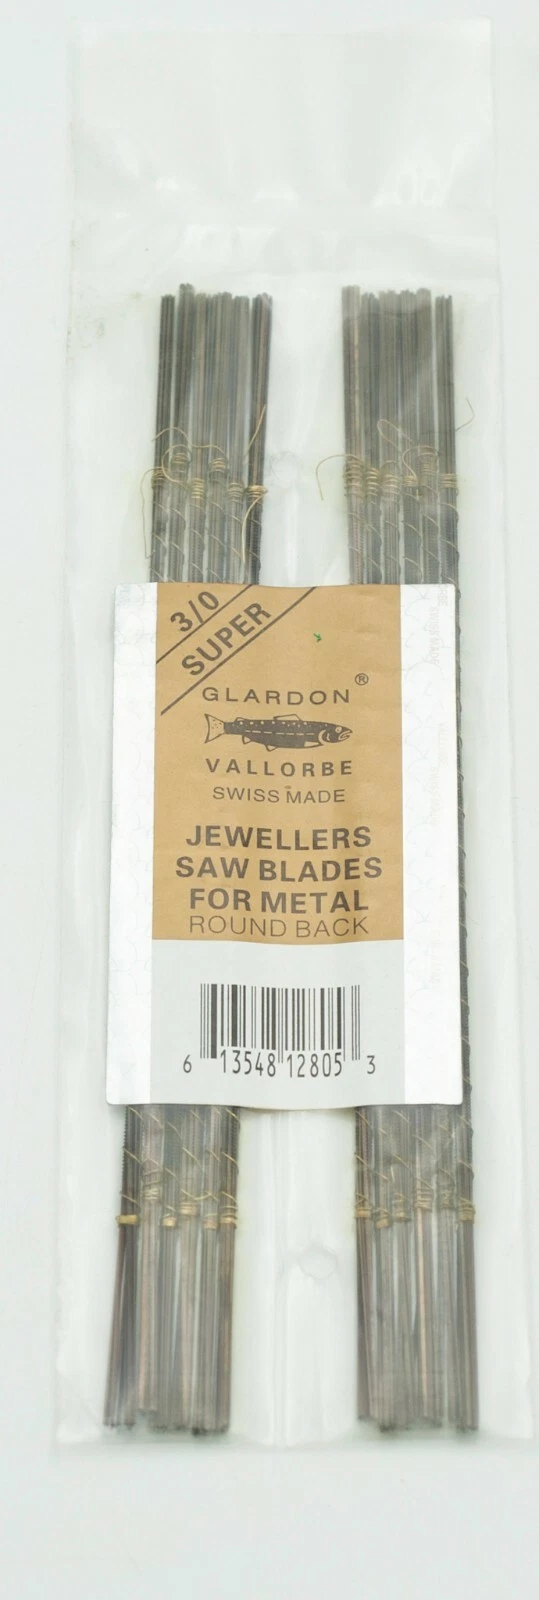 3/0
SUPER
GLARDON®
VALLORBE
SWISS MADE
JEWELLERS
SAW BLADES
FOR METAL
ROUND BACK
6 13548 12805 3